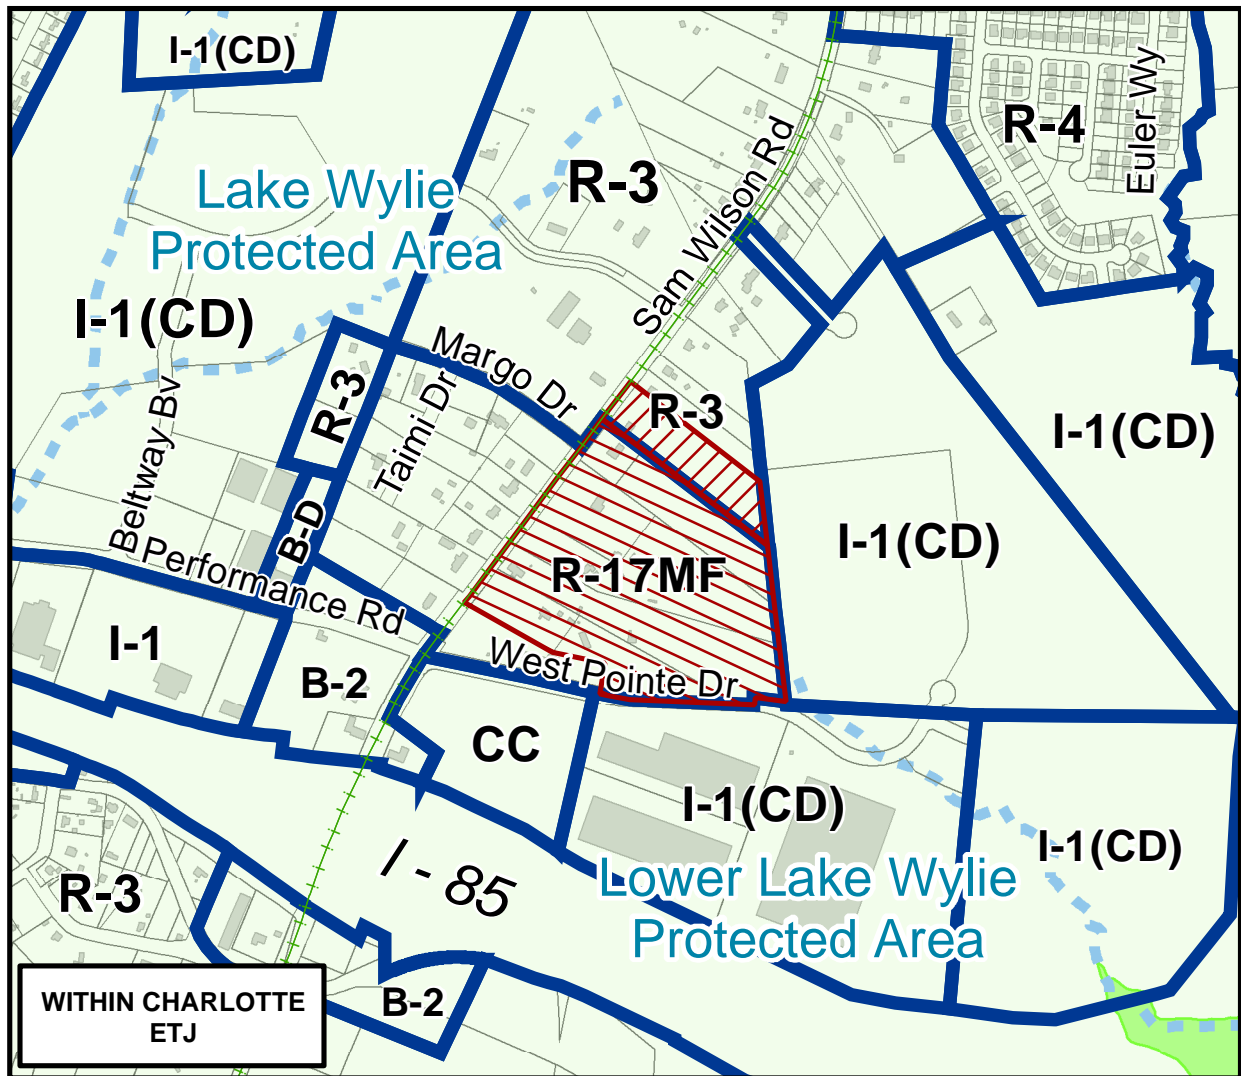 I-1(CD)
R-4
Euler Wy
Lake Wylie
Protected Area
R-3
Sam Wilson Rd
I-1(CD)
Margo Dr
R-3
Taimi Dr
R-3
I-1(CD)
Beltway Bv
B-D
I-1(CD)
Performance Rd
R-17MF
I-1
B-2
West Pointe Dr
CC
I-1(CD)
I-1(CD)
I - 85
R-3
Lower Lake Wylie
Protected Area
B-2
WITHIN CHARLOTTE
ETJ